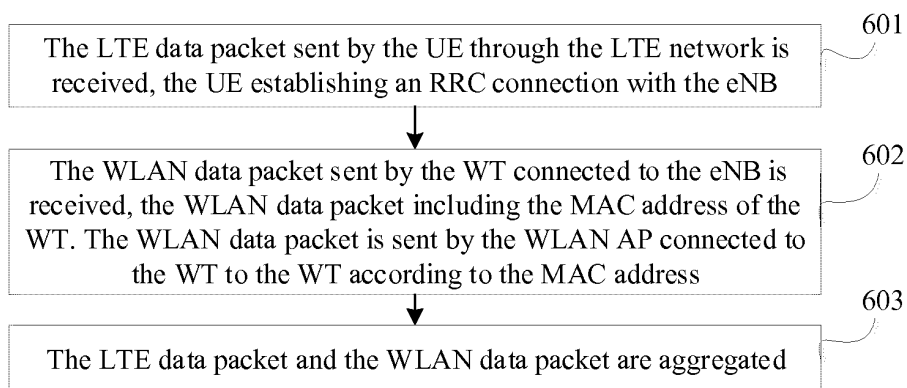 601
The LTE data packet sent by the UE through the LTE network is
received, the UE establishing an RRC connection with the eNB
602
The WLAN data packet sent by the WT connected to the eNB is
received, the WLAN data packet including the MAC address of the
WT. The WLAN data packet is sent by the WLAN AP connected to
the WT to the WT according to the MAC address
603
The LTE data packet and the WLAN data packet are aggregated